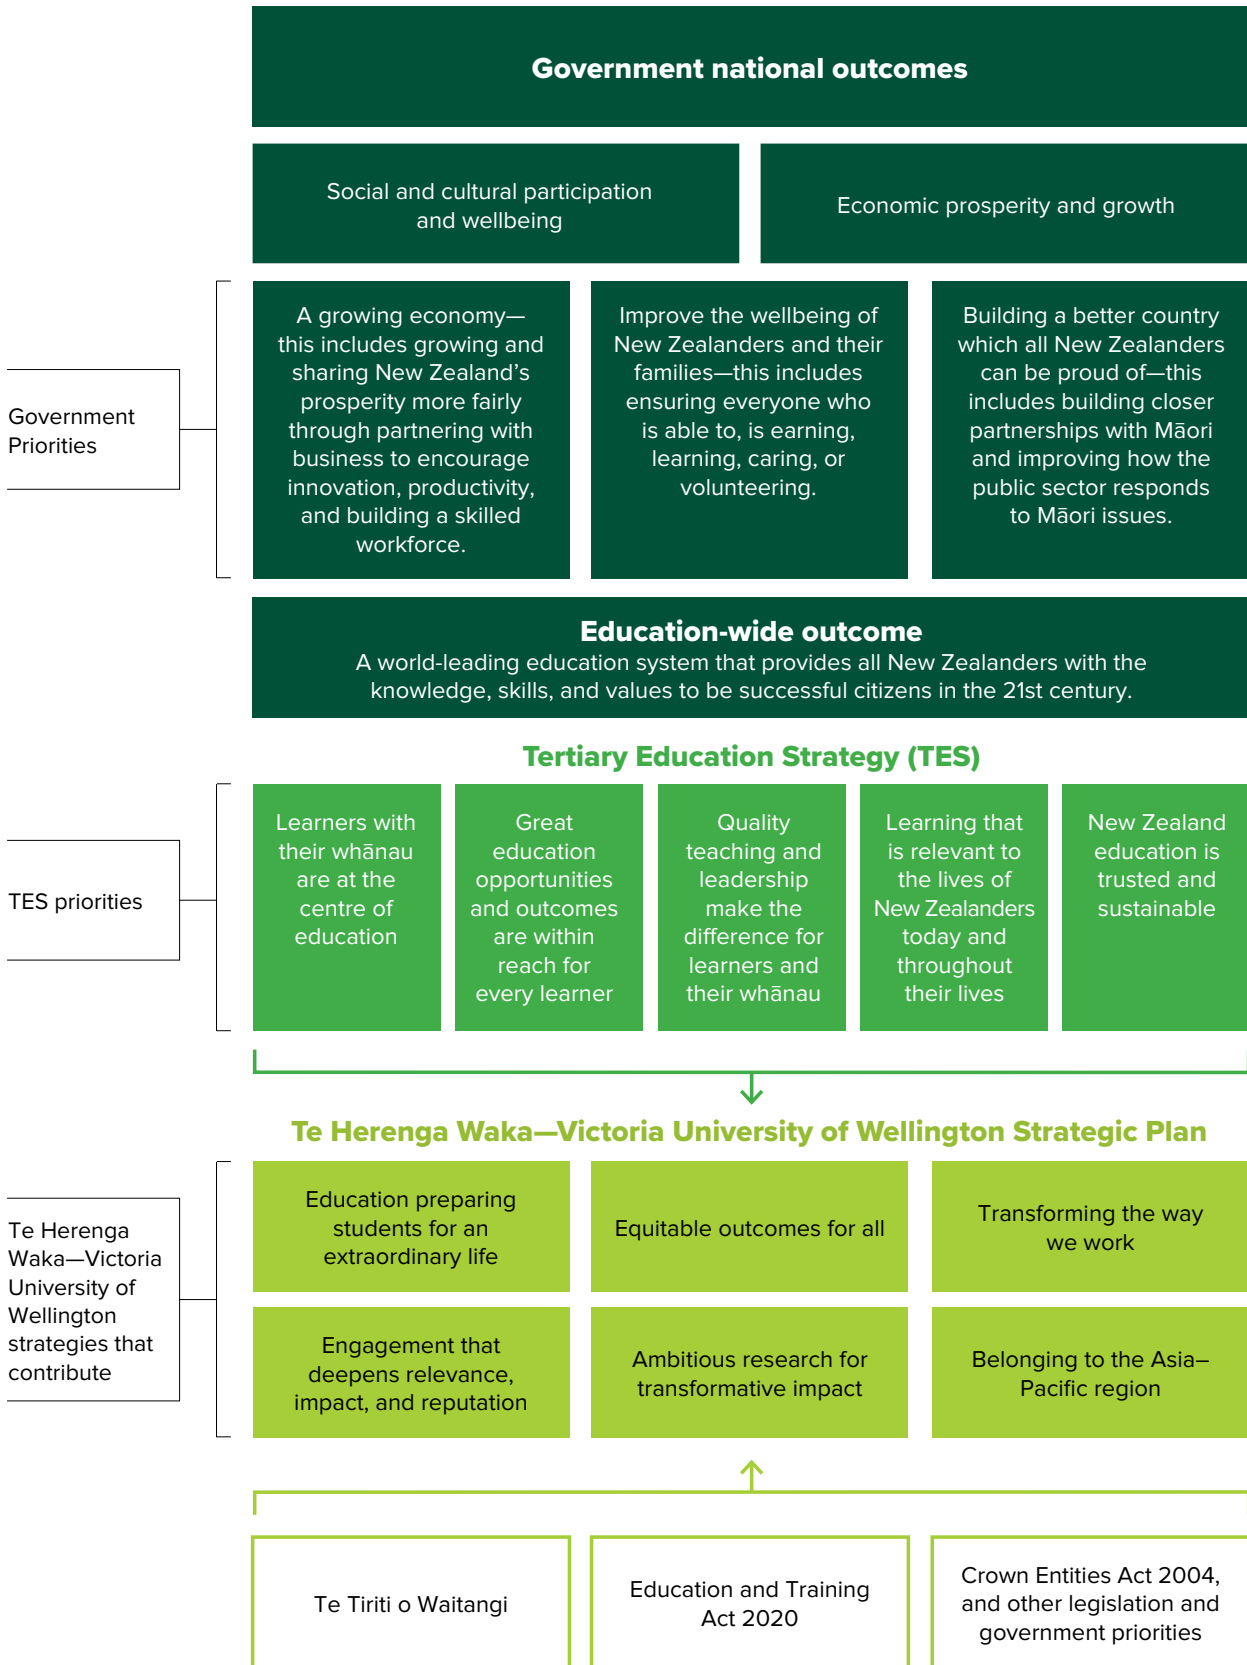 Government national outcomes
Social and cultural participation
and wellbeing
Economic prosperity and growth
Government
Priorities
A growing economy—
this includes growing and
sharing New Zealand's
prosperity more fairly
through partnering with
business to encourage
innovation, productivity,
and building a skilled
workforce.
Improve the wellbeing of
New Zealanders and their
families—this includes
ensuring everyone who
is able to, is earning,
learning, caring, or
volunteering.
Building a better country
which all New Zealanders
can be proud of—this
includes building closer
partnerships with Māori
and improving how the
public sector responds
to Māori issues.
Education-wide outcome
A world-leading education system that provides all New Zealanders with the
knowledge, skills, and values to be successful citizens in the 21st century.
Tertiary Education Strategy (TES)
TES priorities
Learners with
their whānau
are at the
centre of
education
Great
education
opportunities
and outcomes
are within
reach for
every learner
Quality
teaching and
leadership
make the
difference for
learners and
their whānau
Learning that
is relevant to
the lives of
New Zealanders
today and
throughout
their lives
New Zealand
education is
trusted and
sustainable
Te Herenga Waka—Victoria University of Wellington Strategic Plan
Te Herenga
Waka—Victoria
University of
Wellington
strategies that
contribute
Education preparing
students for an
extraordinary life
Equitable outcomes for all
Transforming the way
we work
Engagement that
deepens relevance,
impact, and reputation
Ambitious research for
transformative impact
Belonging to the Asia–
Pacific region
Te Tiriti o Waitangi
Education and Training
Act 2020
Crown Entities Act 2004,
and other legislation and
government priorities